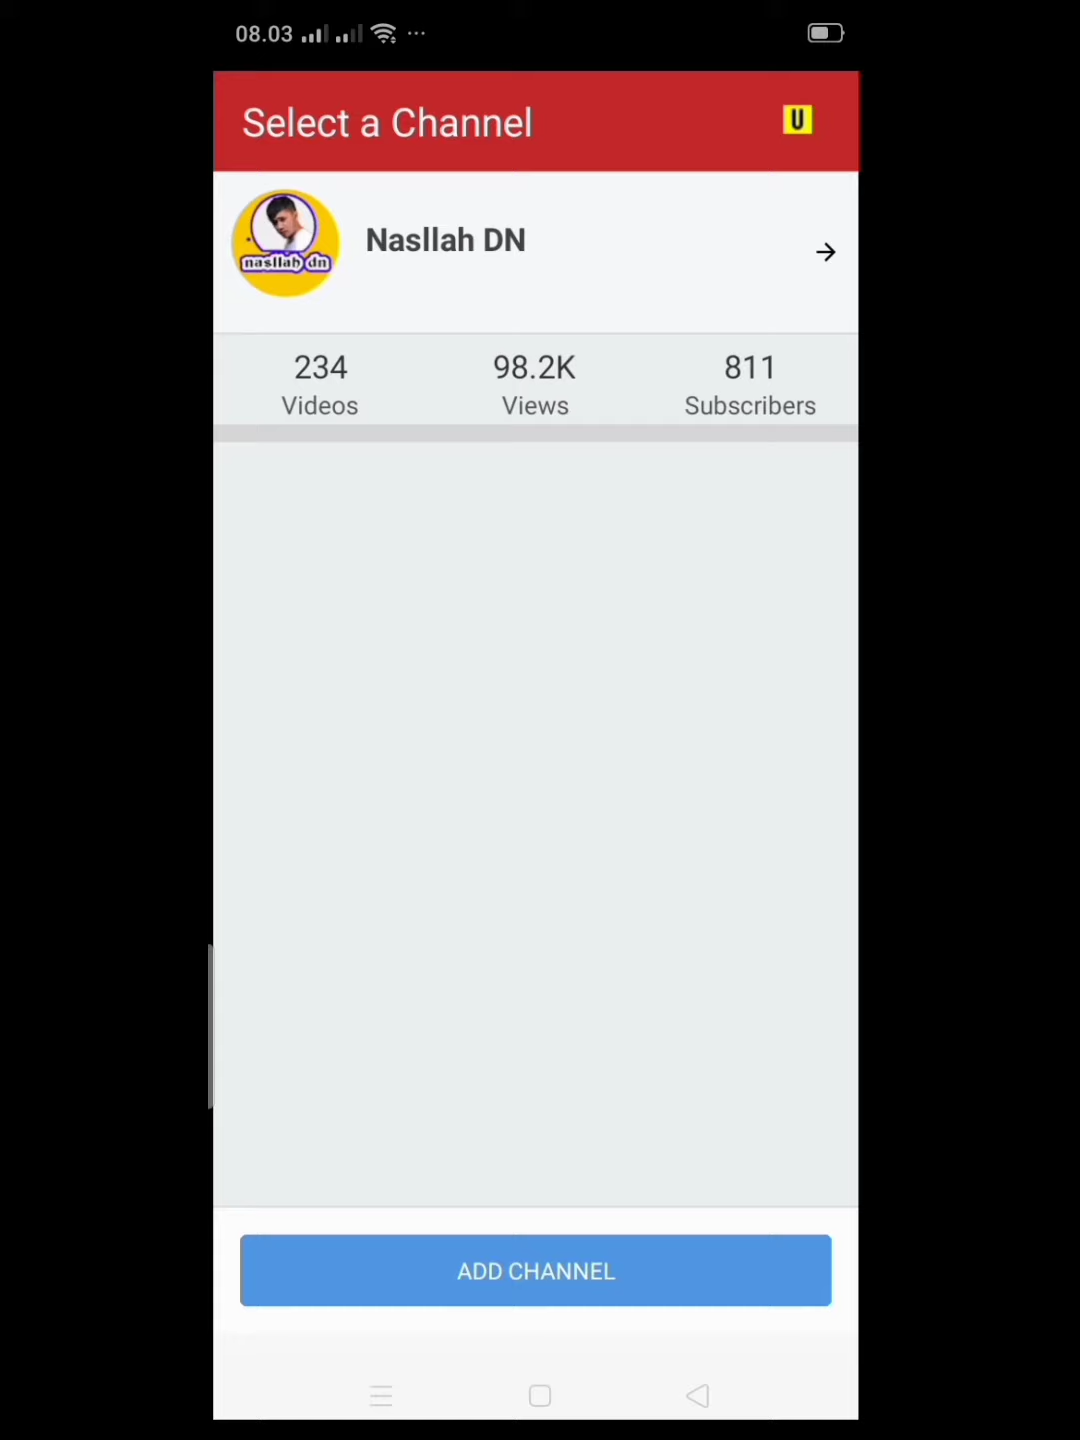 08.03
Select a Channel
U
nasllah dn
Nasllah DN
234
98.2K
811
Videos
Views
Subscribers
ADD CHANNEL